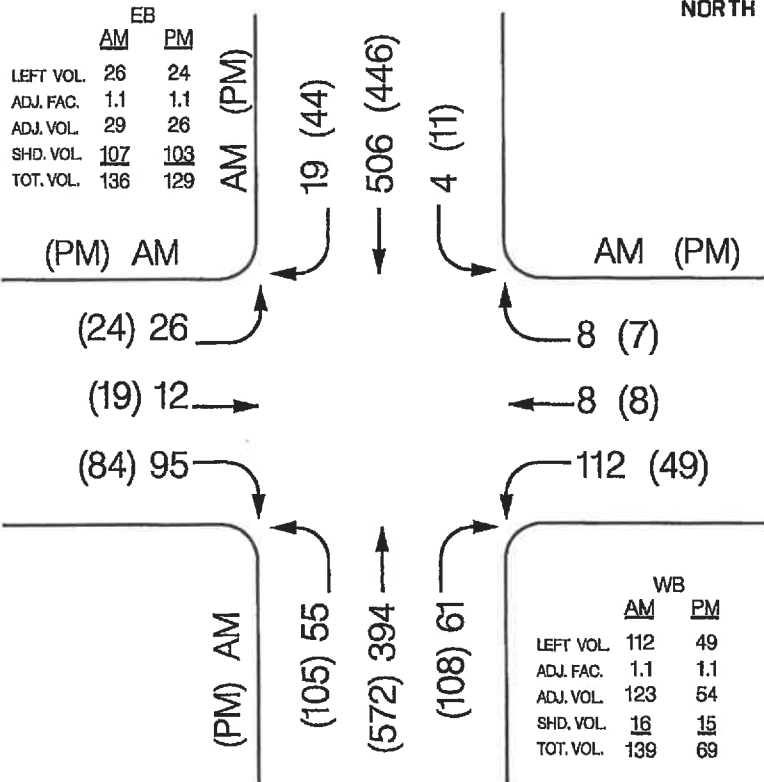 NORTH
EB
AM PM
LEFT VOL. 26 24
ADJ. FAC. 1.1 1.1
ADJ. VOL. 29 26
SHD. VOL. 107 103
TOT. VOL. 136 129
AM (PM)
19 (44)
506 (446)
4 (11)
(PM) AM
AM (PM)
(24) 26
8 (7)
(19) 12
8 (8)
(84) 95
112 (49)
(PM) AM
(105) 55
(572) 394
(108) 61
WB
AM PM
LEFT VOL. 112 49
ADJ. FAC. 1.1 1.1
ADJ. VOL. 123 54
SHD. VOL. 16 15
TOT. VOL. 139 69